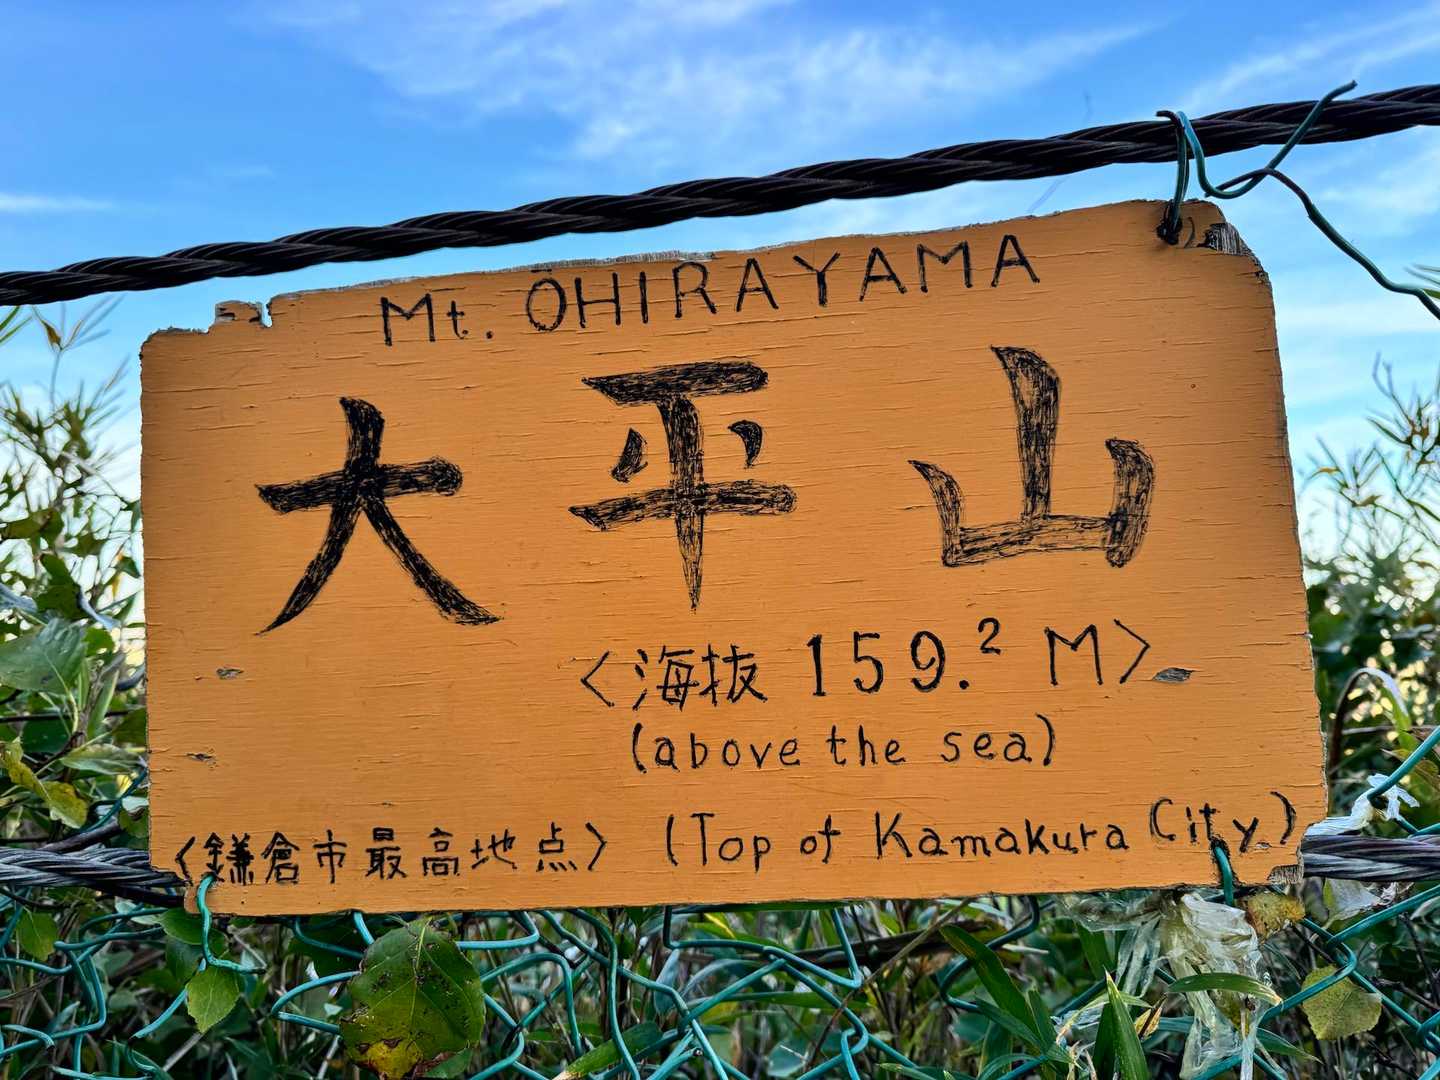 Mt. ŌHIRAYAMA
大平山
〈海抜 159.² M〉
(above the sea)
〈鎌倉市最高地点〉 (Top of Kamakura City)